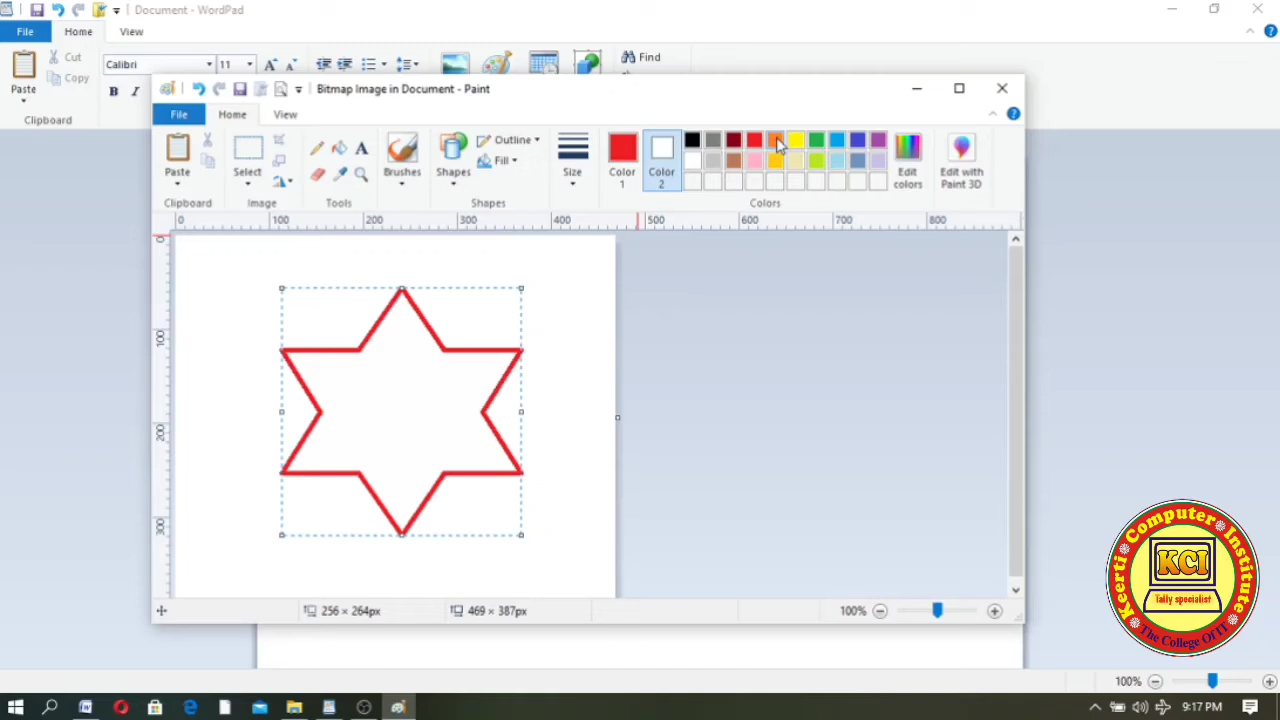 Document - WordPad
File
Home
View
Paste
Cut
Copy
Clipboard
Calibri
11
B
I
Find
Bitmap Image in Document - Paint
File
Home
View
Paste
Clipboard
Select
Image
Tools
Brushes
Shapes
Outline
Fill
Shapes
Size
Color
1
Color
2
Edit
colors
Colors
Edit with
Paint 3D
0
100
200
300
400
500
600
700
800
0
100
200
300
256 × 264px
469 × 387px
100%
Keerti Computer Institute
KCI
Tally specialist
The College Of IT
100%
9:17 PM